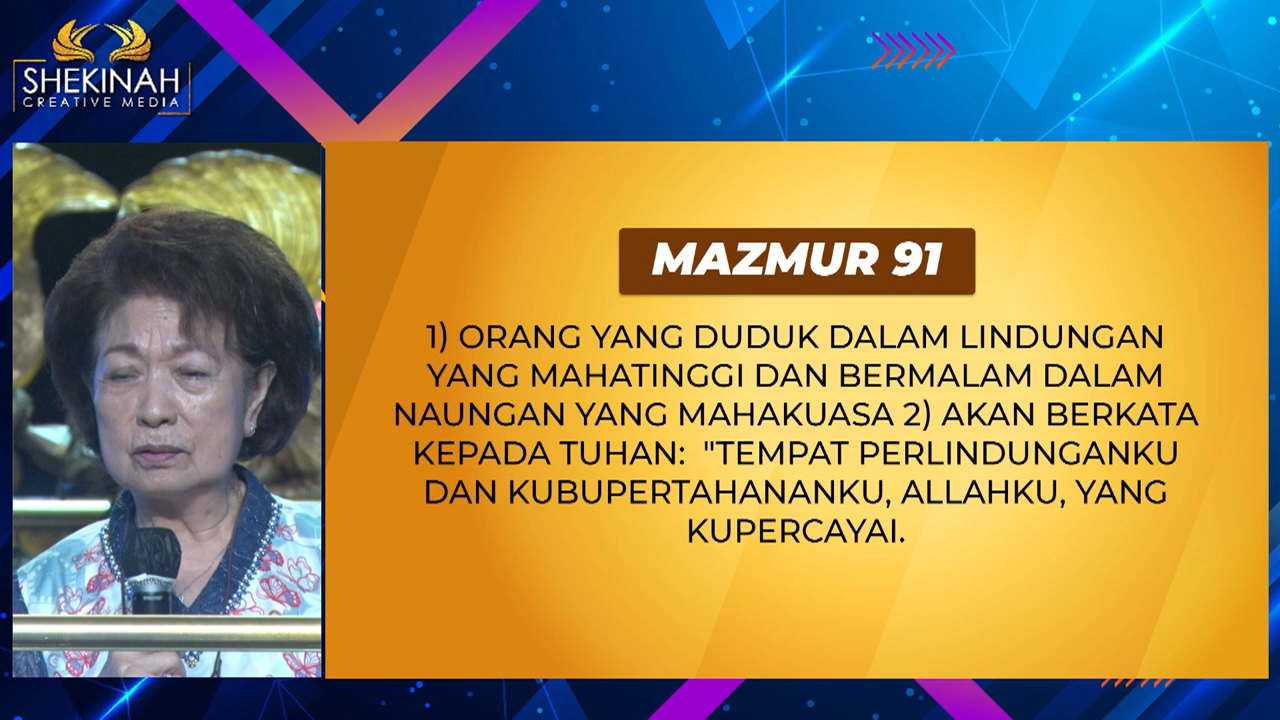 SHEKINAH
CREATIVE MEDIA
MAZMUR 91
1) ORANG YANG DUDUK DALAM LINDUNGAN
YANG MAHATINGGI DAN BERMALAM DALAM
NAUNGAN YANG MAHAKUASA 2) AKAN BERKATA
KEPADA TUHAN:  "TEMPAT PERLINDUNGANKU
DAN KUBUPERTAHANANKU, ALLAHKU, YANG
KUPERCAYAI.